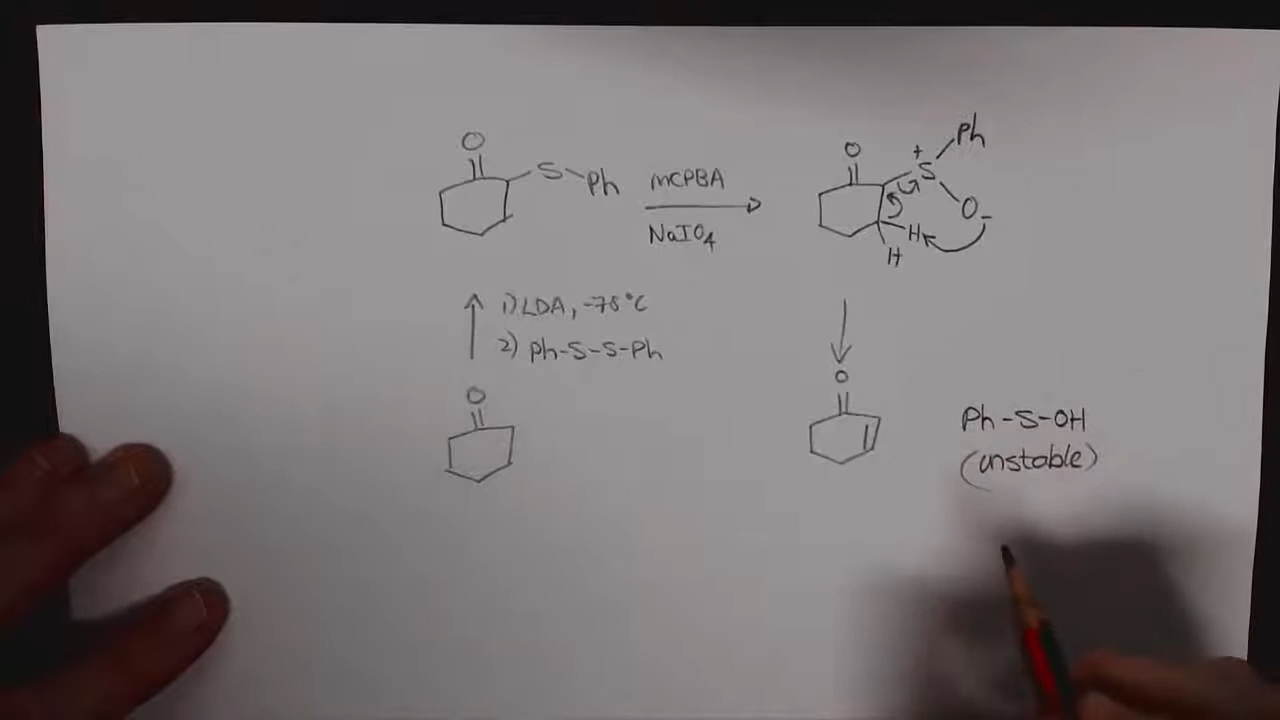 O
S
Ph
MCPBA
NaIO4
O
+
S
Ph
O-
H
H
1) LDA, -78°C
2) Ph-S-S-Ph
O
O
Ph-S-OH
(unstable)